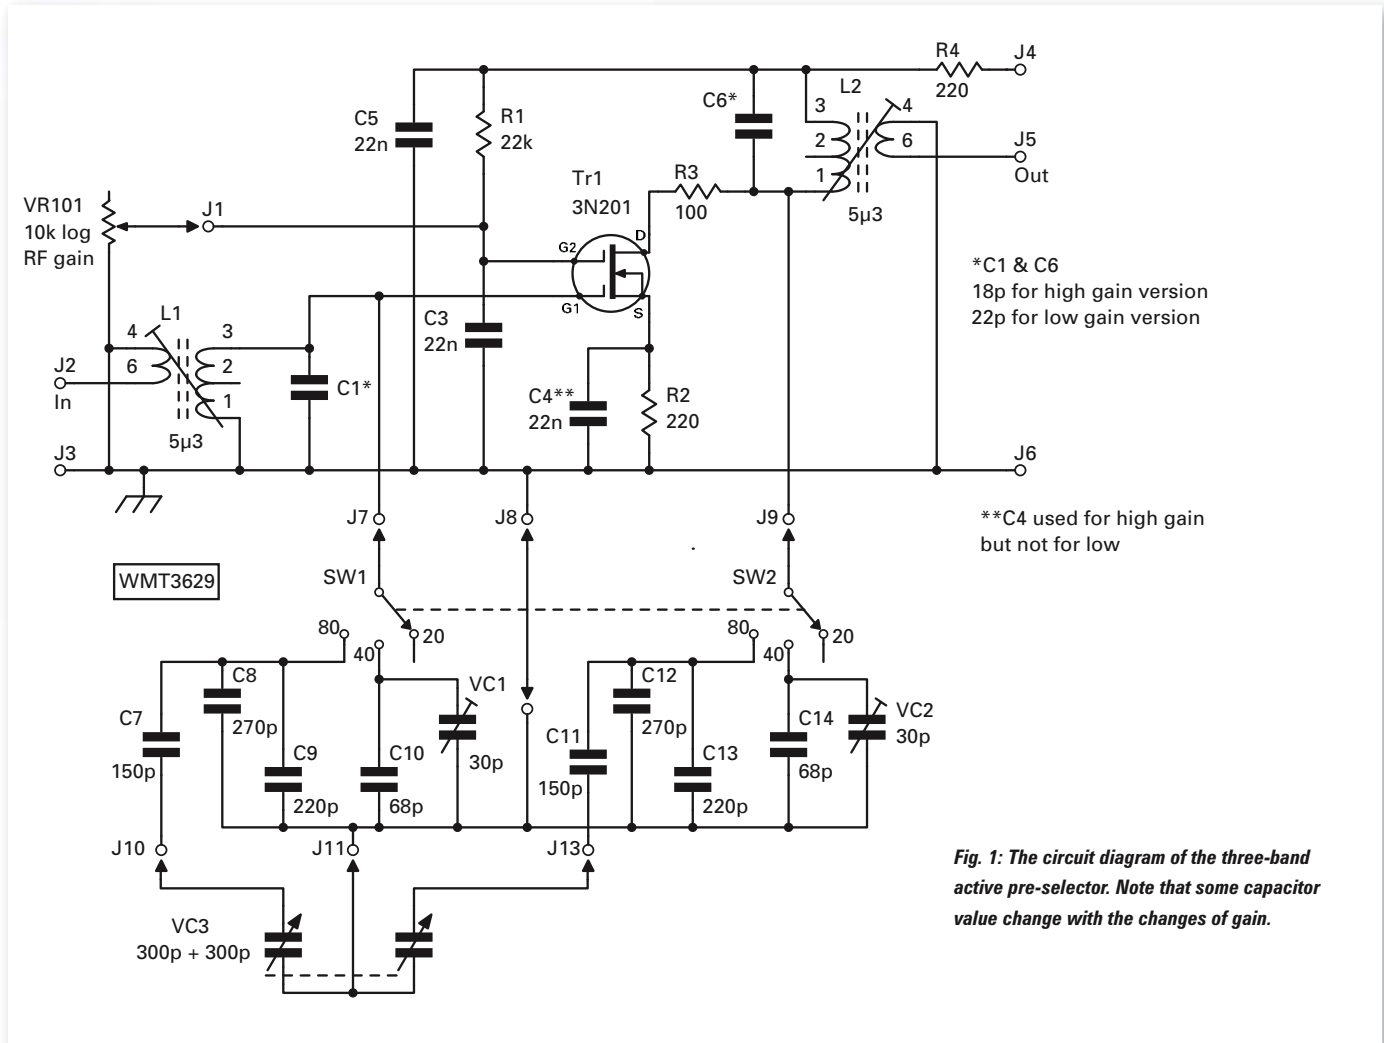 R4
J4
220
L2
3
4
C6*
C5
22n
R1
22k
2
6
J5
Out
1
Tr1
3N201
R3
100
5µ3
VR101
10k log
RF gain
J1
D
G2
G1
S
*C1 & C6
18p for high gain version
22p for low gain version
L1
4
3
C3
22n
J2
In
6
2
1
C1*
C4**
22n
R2
220
5µ3
J3
J6
J7
J8
J9
**C4 used for high gain
but not for low
WMT3629
SW1
SW2
80
20
40
80
20
40
C8
270p
VC1
30p
C12
270p
VC2
30p
C7
150p
C9
220p
C10
68p
C11
150p
C13
220p
C14
68p
J10
J11
J13
VC3
300p + 300p
Fig. 1: The circuit diagram of the three-band
active pre-selector. Note that some capacitor
value change with the changes of gain.